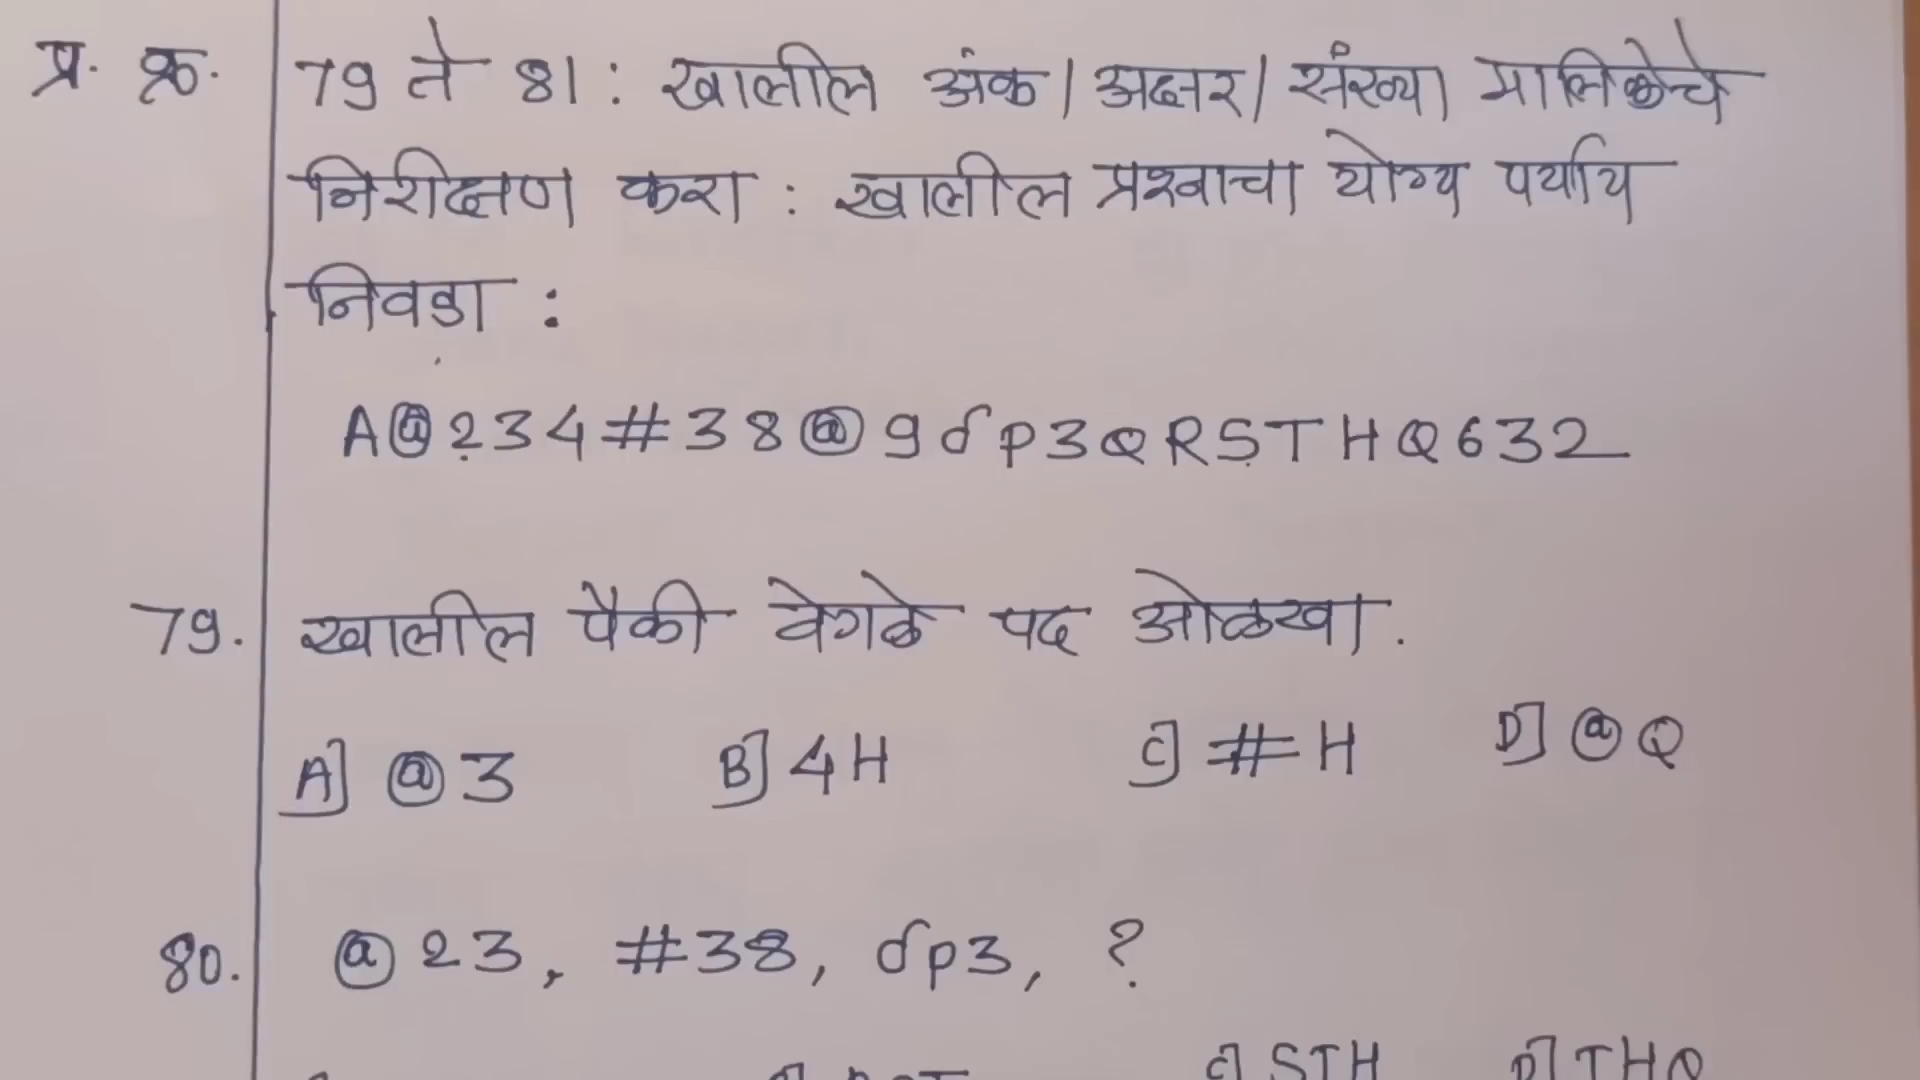 प्र. क्र. 79 ते 81 : खालील अंक / अक्षर / संख्या मालिकेचे
निरीक्षण करा : खालील प्रश्नाचा योग्य पर्याय
निवडा :
A@234#38@9δp3QRSTHQ632
79. खालील पैकी वेगळे पद ओळखा.
A] @3 B] 4H C] #H D] @Q
80. @23, #38, δp3, ?
C] STH D] THQ